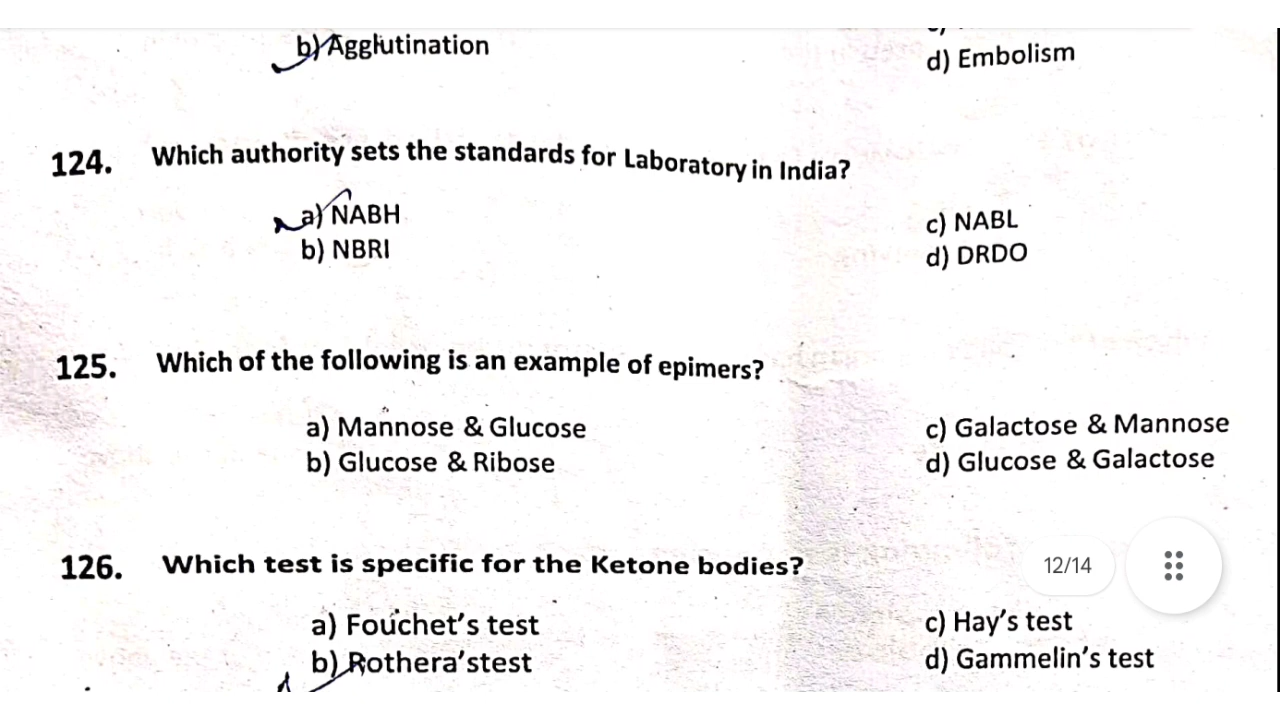 b) Agglutination
d) Embolism
124. Which authority sets the standards for Laboratory in India?
a) NABH
c) NABL
b) NBRI
d) DRDO
125. Which of the following is an example of epimers?
a) Mannose & Glucose
c) Galactose & Mannose
b) Glucose & Ribose
d) Glucose & Galactose
126. Which test is specific for the Ketone bodies?
12/14
a) Fouchet's test
c) Hay's test
b) Rothera'stest
d) Gammelin's test